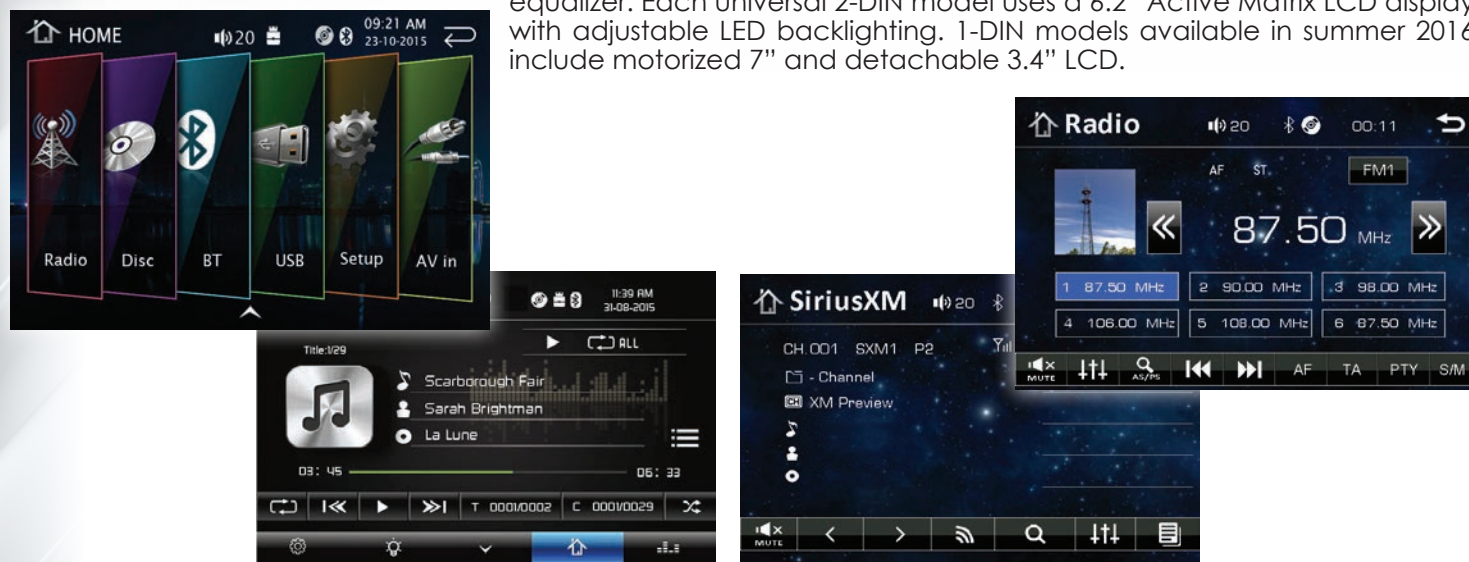 equalizer. Each universal 2-DIN model uses a 6.2” Active Matrix LCD display
with adjustable LED backlighting. 1-DIN models available in summer 2016
include motorized 7” and detachable 3.4” LCD.
HOME
20
09:21 AM
23-10-2015
Radio Disc BT USB Setup AV in
Radio
20
00:11
AF ST
FM1
87.50 MHz
1 87.50 MHz 2 90.00 MHz 3 98.00 MHz
4 106.00 MHz 5 108.00 MHz 6 87.50 MHz
MUTE AS/PS AF TA PTY S/M
11:39 AM
31-08-2015
Title:1/29
ALL
Scarborough Fair
Sarah Brightman
La Lune
03: 45 06: 33
T 0001/0002 C 0001/0029
SiriusXM
20
CH.001 SXM1 P2
- Channel
CH XM Preview
MUTE